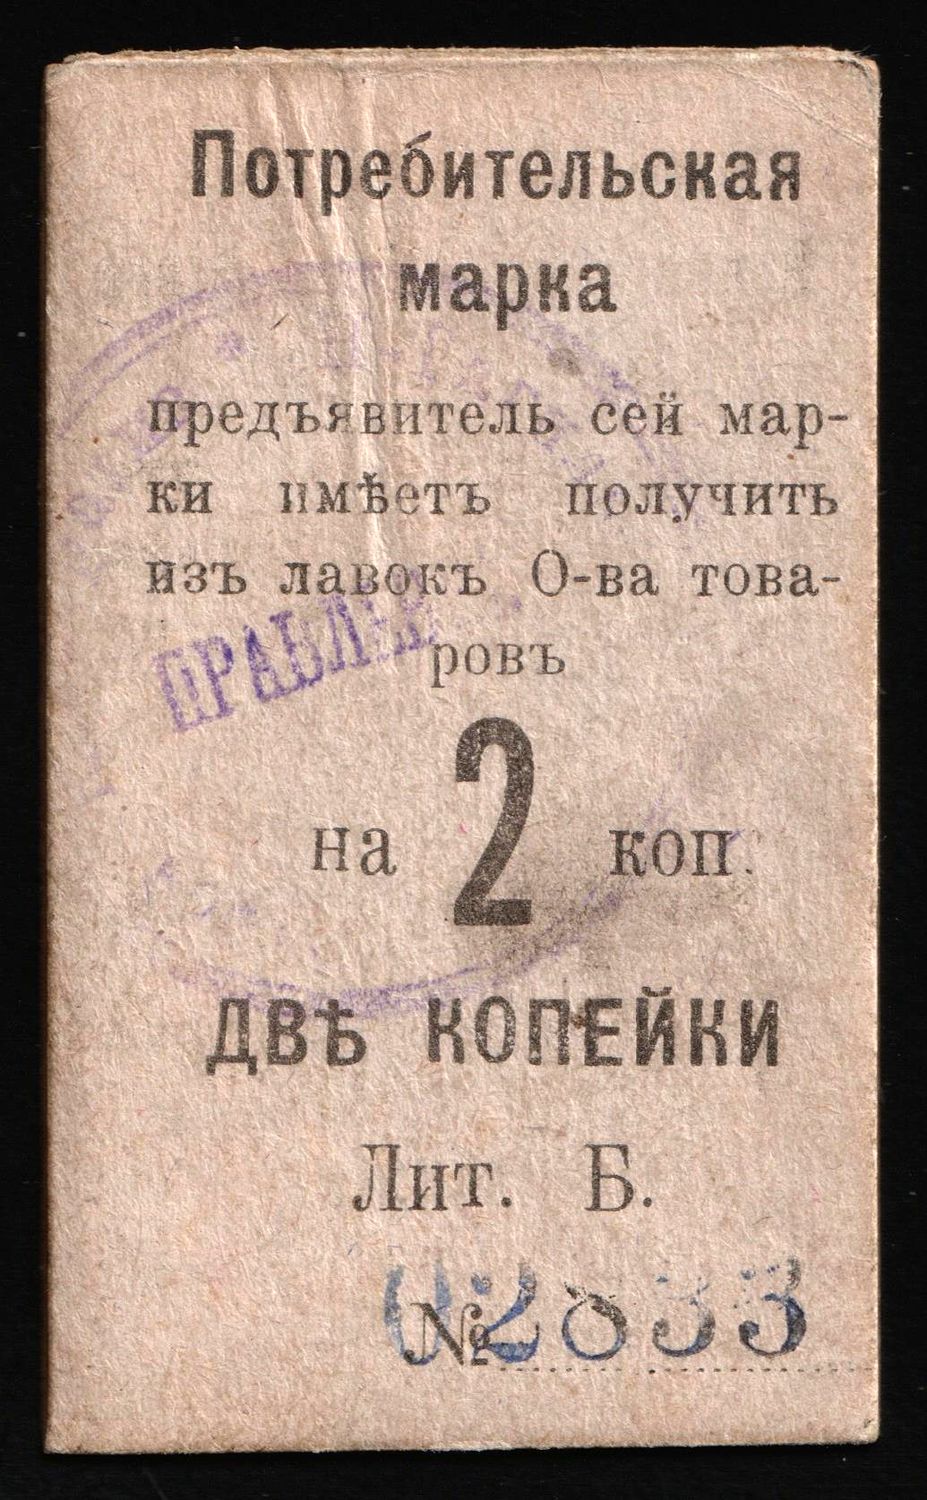 Потребительская
марка
предъявитель сей мар-
ки имѣетъ получить
изъ лавокъ О-ва това-
ровъ
на 2 коп.
ДВѢ КОПЕЙКИ
Лит. Б.
№ 02833